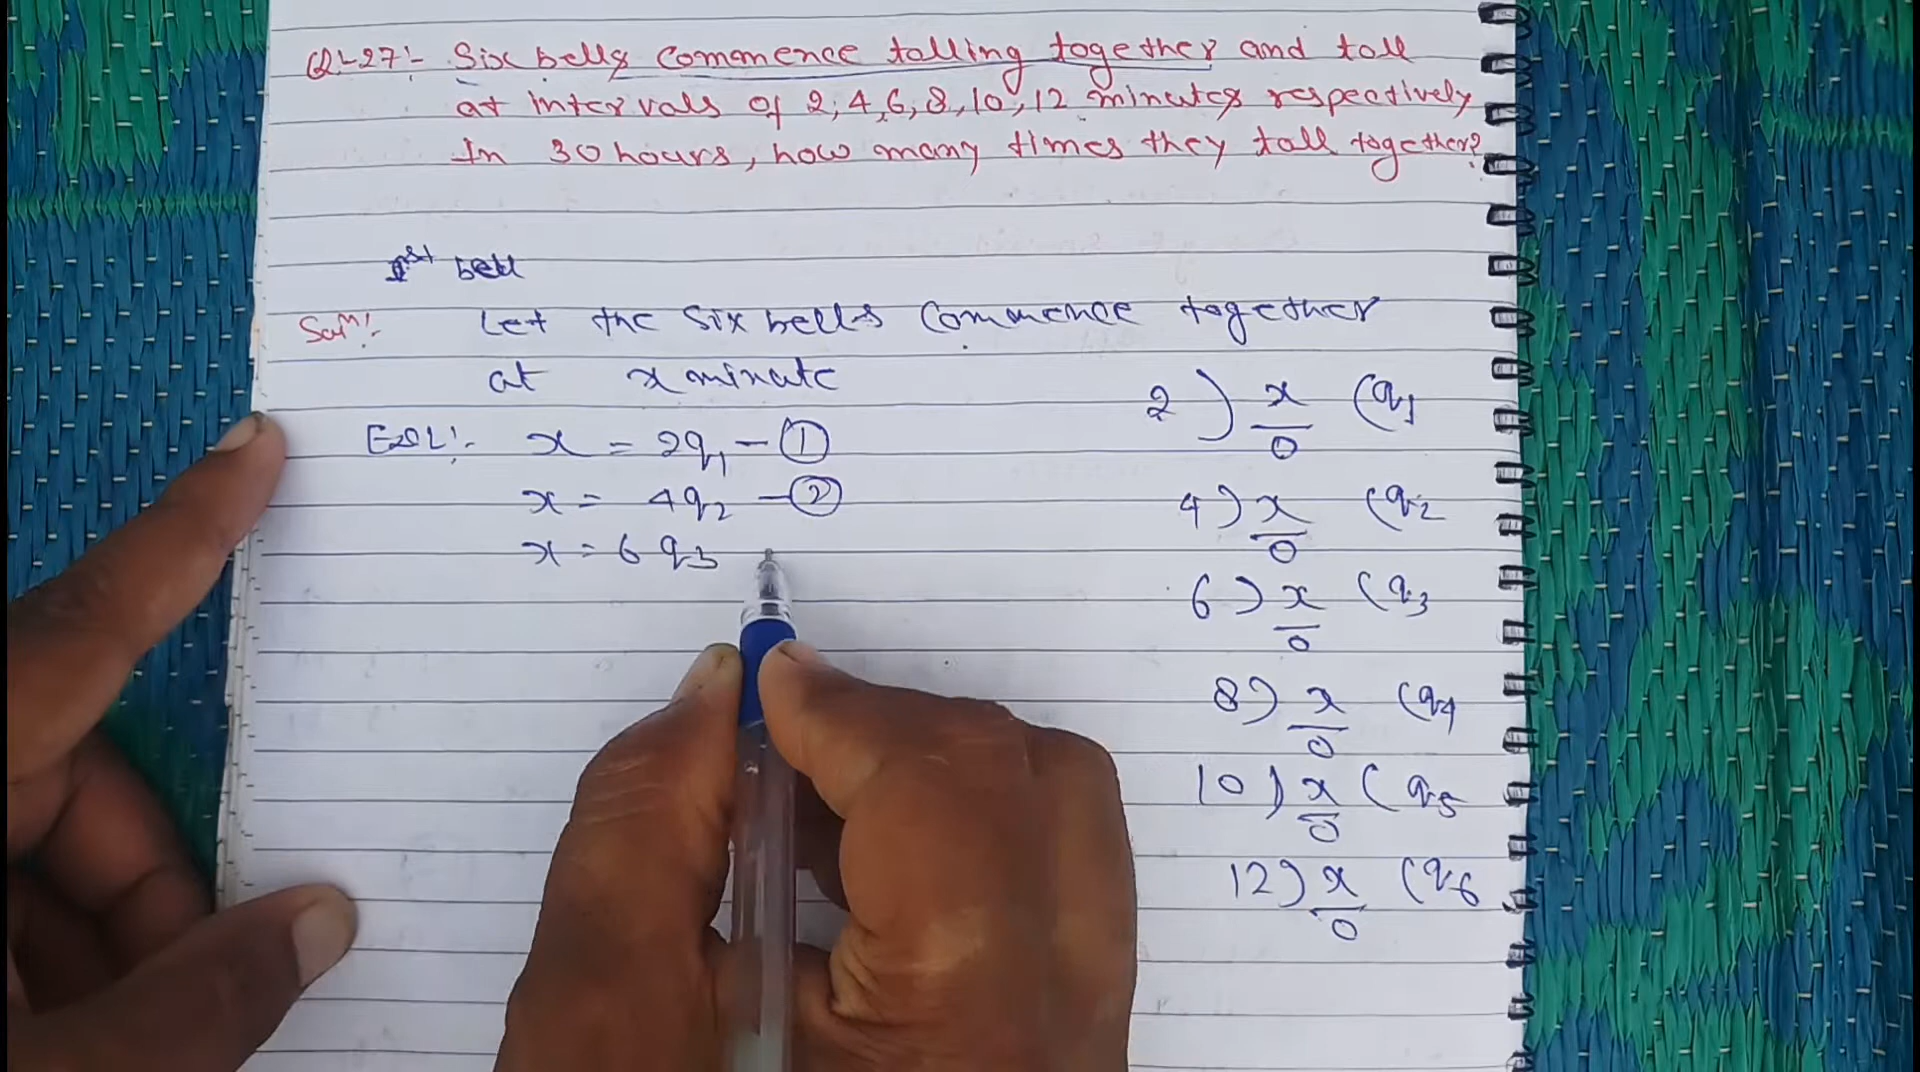 Q-27:- Six bells commence tolling together and toll
at intervals of 2, 4, 6, 8, 10, 12 minutes respectively
In 30 hours, how many times they toll together?
1st bell
Let the six bells commence together
at x minute
x = 2q1 - ①
x = 4q2 - ②
x = 6 q3
2 ) x ( q1
0
4 ) x ( q2
0
6 ) x ( q3
0
8 ) x ( q4
0
10 ) x ( q5
0
12 ) x ( q6
0